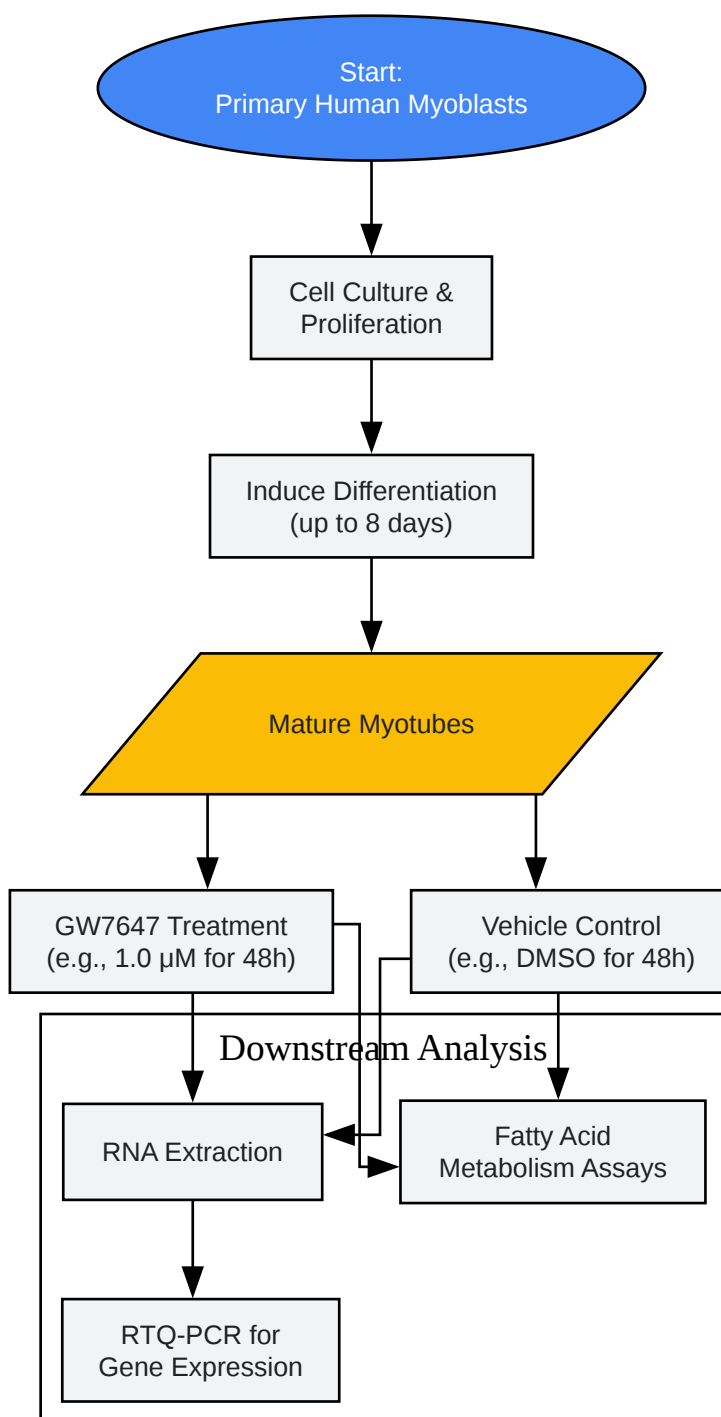 Start:
Primary Human Myoblasts
Cell Culture &
Proliferation
Induce Differentiation
(up to 8 days)
Mature Myotubes
GW7647 Treatment
(e.g., 1.0 μM for 48h)
Vehicle Control
(e.g., DMSO for 48h)
Downstream Analysis
RNA Extraction
Fatty Acid
Metabolism Assays
RTQ-PCR for
Gene Expression